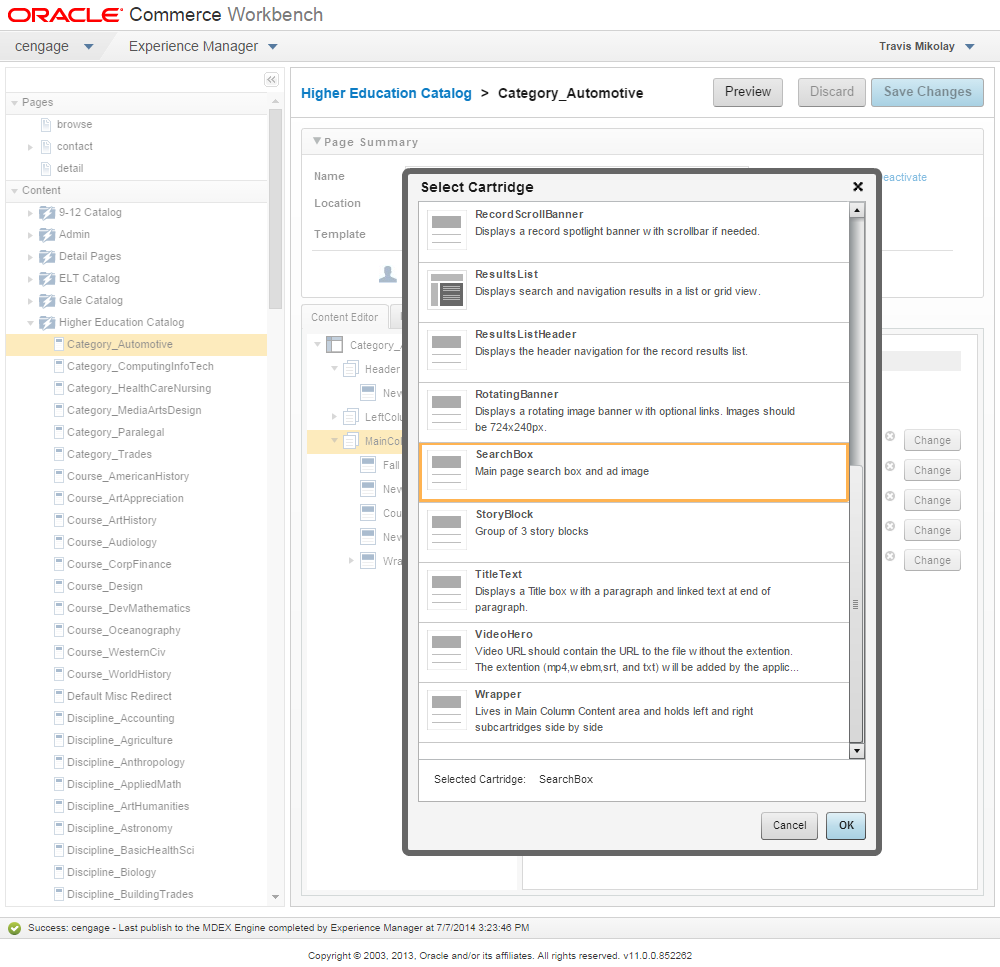 ORACLE Commerce Workbench
cengage Experience Manager Travis Mikolay
Pages
browse
contact
detail
Content
9-12 Catalog
Admin
Detail Pages
ELT Catalog
Gale Catalog
Higher Education Catalog
Category_Automotive
Category_ComputingInfoTech
Category_HealthCareNursing
Category_MediaArtsDesign
Category_Paralegal
Category_Trades
Course_AmericanHistory
Course_ArtAppreciation
Course_ArtHistory
Course_Audiology
Course_CorpFinance
Course_Design
Course_DevMathematics
Course_Oceanography
Course_WesternCiv
Course_WorldHistory
Default Misc Redirect
Discipline_Accounting
Discipline_Agriculture
Discipline_Anthropology
Discipline_AppliedMath
Discipline_ArtHumanities
Discipline_Astronomy
Discipline_BasicHealthSci
Discipline_Biology
Discipline_BuildingTrades
Higher Education Catalog > Category_Automotive
Preview Discard Save Changes
Page Summary
Name
Location
Template
eactivate
Content Editor
Category_
Header
New
LeftColu
MainCol
Fall
New
Cou
New
Wra
Change
Change
Change
Change
Change
Select Cartridge
RecordScrollBanner
Displays a record spotlight banner with scrollbar if needed.
ResultsList
Displays search and navigation results in a list or grid view.
ResultsListHeader
Displays the header navigation for the record results list.
RotatingBanner
Displays a rotating image banner with optional links. Images should
be 724x240px.
SearchBox
Main page search box and ad image
StoryBlock
Group of 3 story blocks
TitleText
Displays a Title box with a paragraph and linked text at end of
paragraph.
VideoHero
Video URL should contain the URL to the file without the extention.
The extention (mp4,webm,srt, and txt) will be added by the applic...
Wrapper
Lives in Main Column Content area and holds left and right
subcartridges side by side
Selected Cartridge: SearchBox
Cancel OK
Success: cengage - Last publish to the MDEX Engine completed by Experience Manager at 7/7/2014 3:23:46 PM
Copyright © 2003, 2013, Oracle and/or its affiliates. All rights reserved. v11.0.0.852262